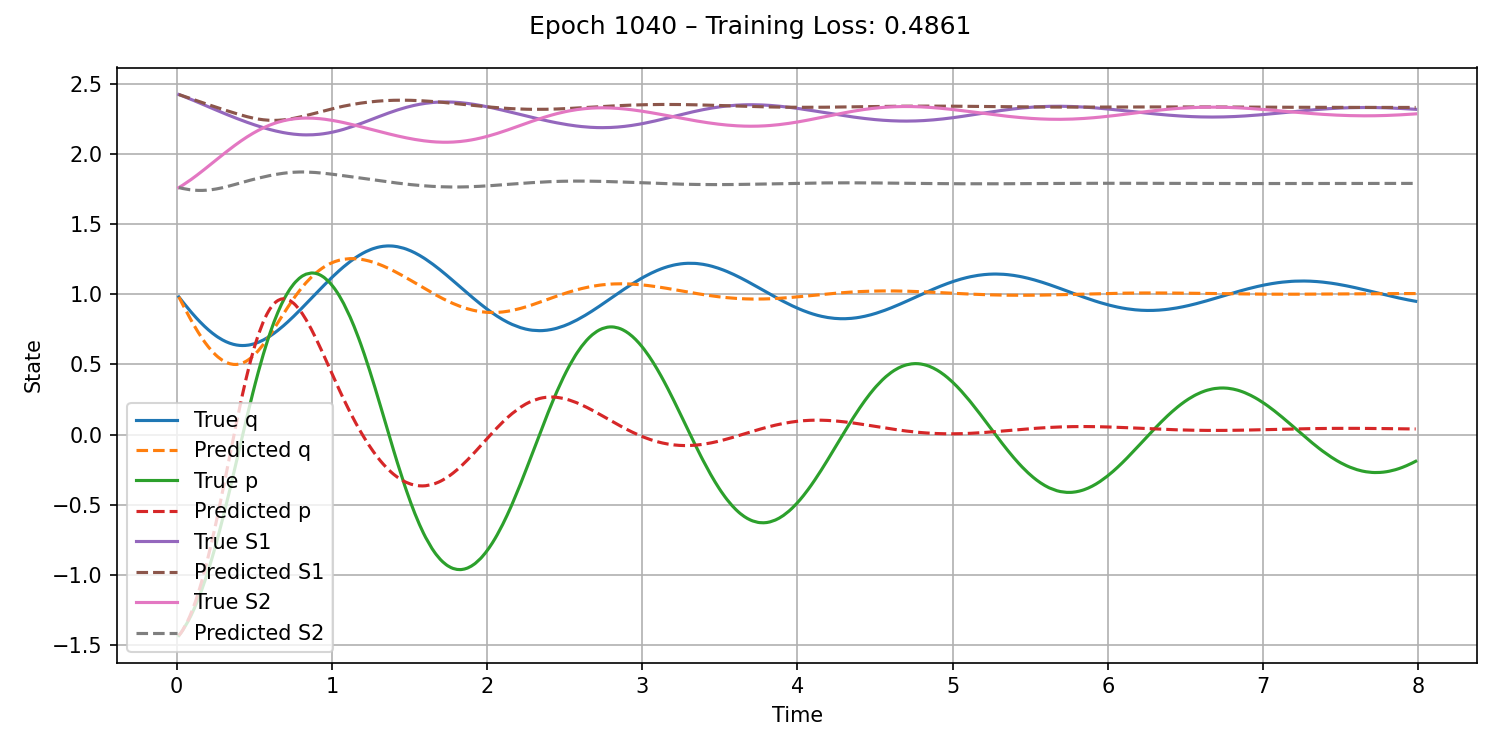 Epoch 1040 – Training Loss: 0.4861
2.5
2.0
1.5
1.0
0.5
0.0
−0.5
−1.0
−1.5
State
True q
Predicted q
True p
Predicted p
True S1
Predicted S1
True S2
Predicted S2
0 1 2 3 4 5 6 7 8
Time